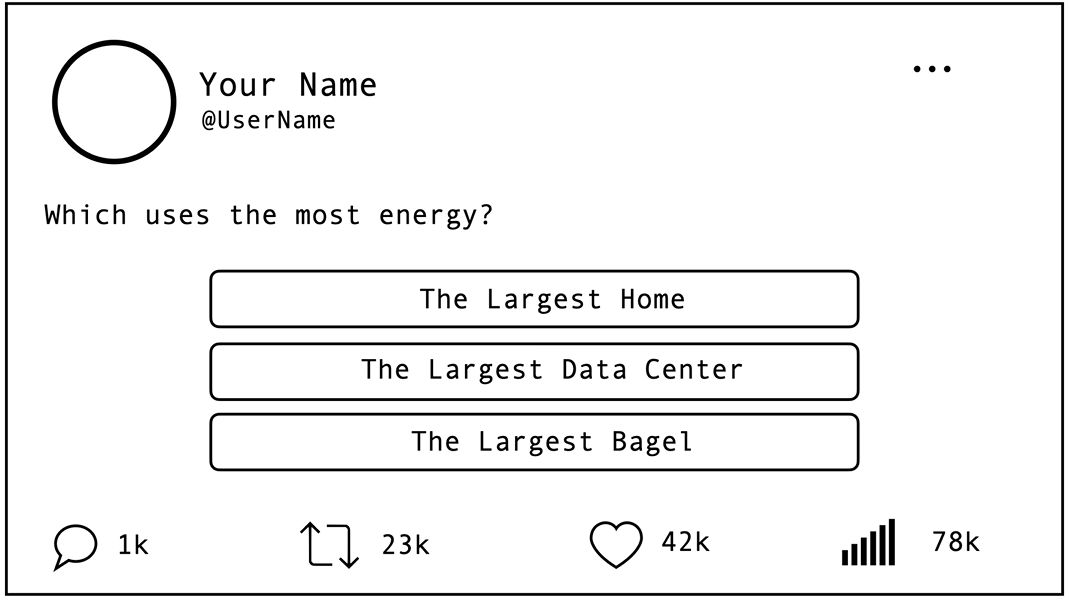 Your Name
...
@UserName
Which uses the most energy?
The Largest Home
The Largest Data Center
The Largest Bagel
1k
23k
42k
78k